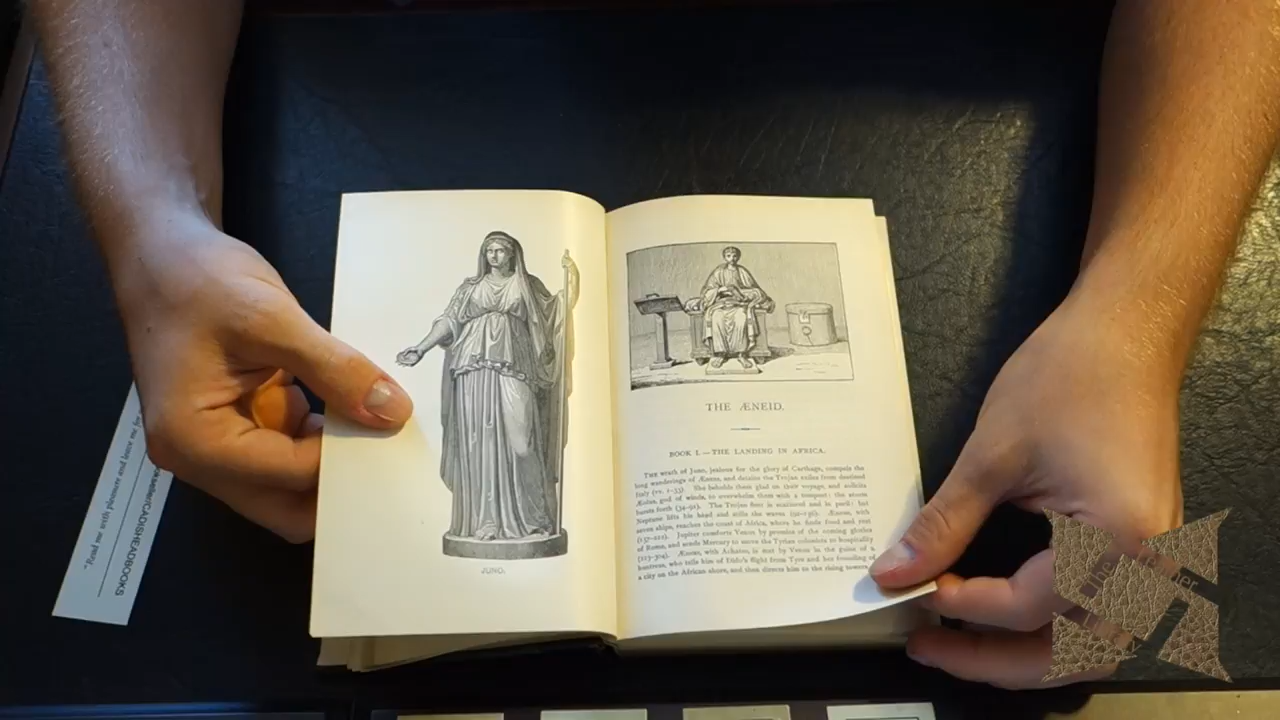 JUNO.
THE ÆNEID.
BOOK I.—THE LANDING IN AFRICA.
THE wrath of Juno, jealous for the glory of Carthage, compels the
long wanderings of Æneas, and detains the Trojan exiles from destined
Italy (vv. 1-33). She beholds them glad on their voyage, and solicits
Æolus, god of winds, to overwhelm them with a tempest: the storm
bursts forth (34-91). The Trojan fleet is scattered and in peril: but
Neptune lifts his head and stills the waves. (92-156). Æneas, with
seven ships, reaches the coast of Africa, where he finds food and rest
(157-222). Jupiter comforts Venus by promise of the coming glories
of Rome, and sends Mercury to move the Tyrian colonists to hospitality
(223-304). Æneas, with Achates, is met by Venus in the guise of a
huntress, who tells him of Dido's flight from Tyre and her founding of
a city on the African shore, and then directs him to the rising towers
"Read me with pleasure and leave me for
CADISHEADBOOKS
The